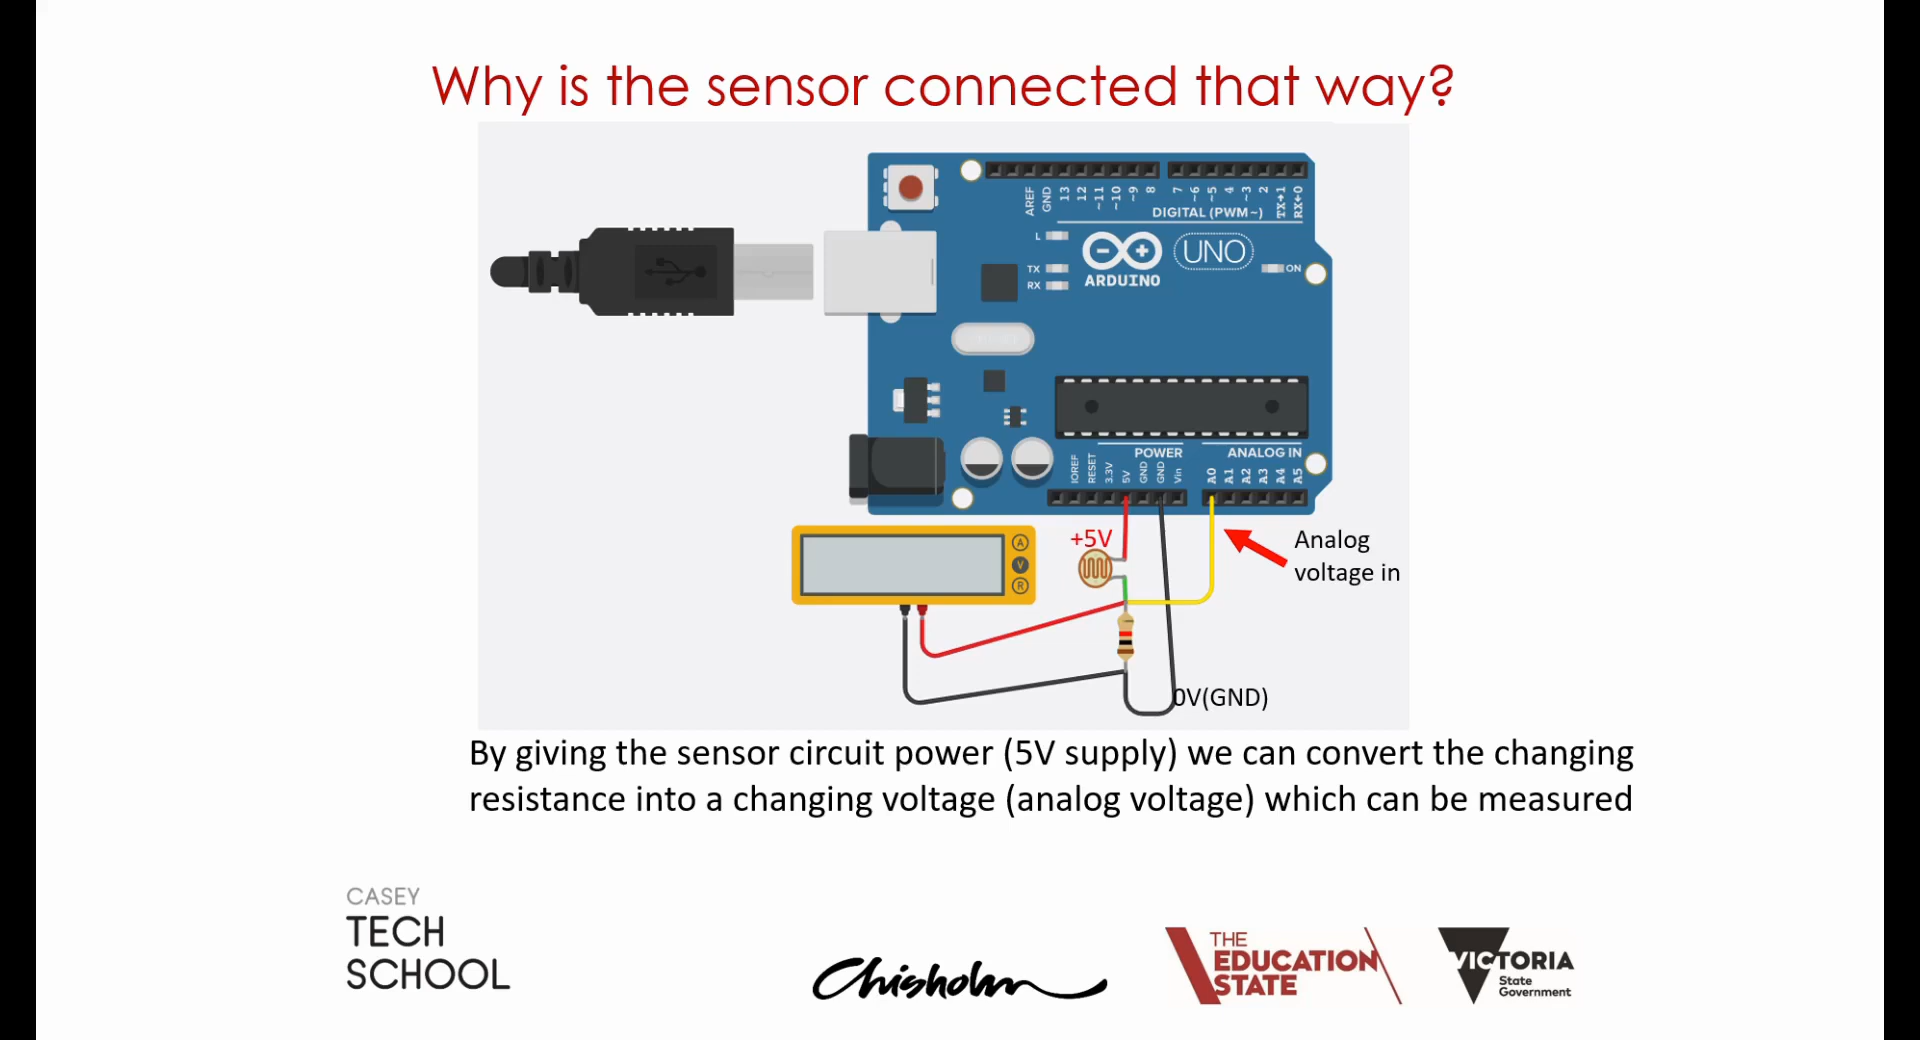 Why is the sensor connected that way?
AREF
GND
13
12
~11
~10
~9
8
7
~6
~5
4
~3
2
TX→1
RX←0
DIGITAL (PWM~)
L
TX
RX
ARDUINO
UNO
ON
POWER
ANALOG IN
IOREF
RESET
3.3V
5V
GND
GND
Vin
A0
A1
A2
A3
A4
A5
A
V
R
+5V
Analog
voltage in
0V(GND)
By giving the sensor circuit power (5V supply) we can convert the changing
resistance into a changing voltage (analog voltage) which can be measured
CASEY
TECH
SCHOOL
Chisholm
THE
EDUCATION
STATE
VICTORIA
State
Government